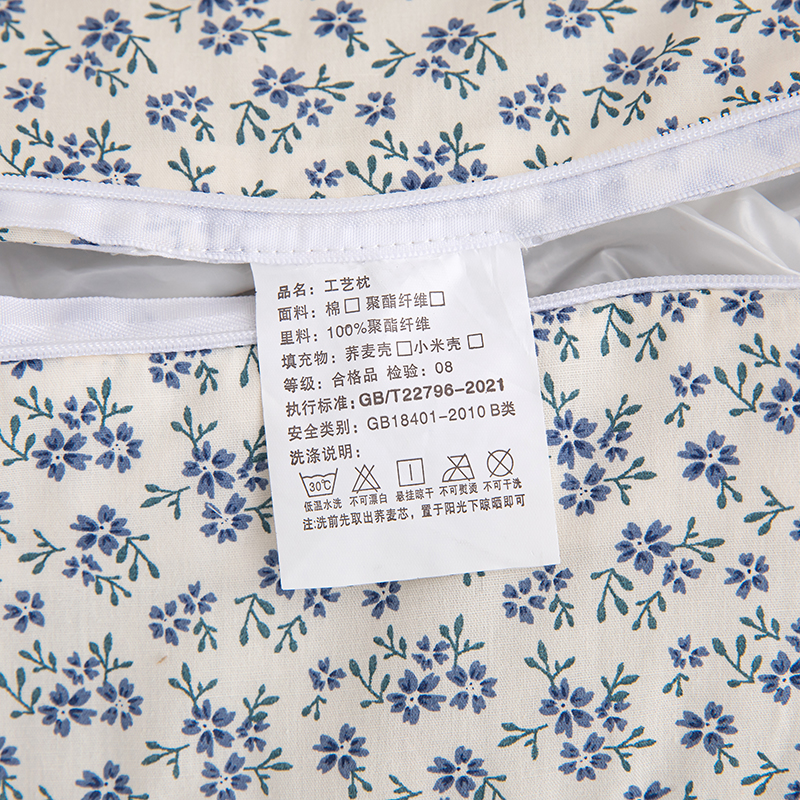 品名：工艺枕
面料：棉□ 聚酯纤维□
里料：100%聚酯纤维
填充物：荞麦壳□小米壳□
等级：合格品 检验：08
执行标准：GB/T22796-2021
安全类别：GB18401-2010 B类
洗涤说明：
30℃
低温水洗 不可漂白 悬挂晾干 不可熨烫 不可干洗
注:洗前先取出荞麦芯，置于阳光下晾晒即可